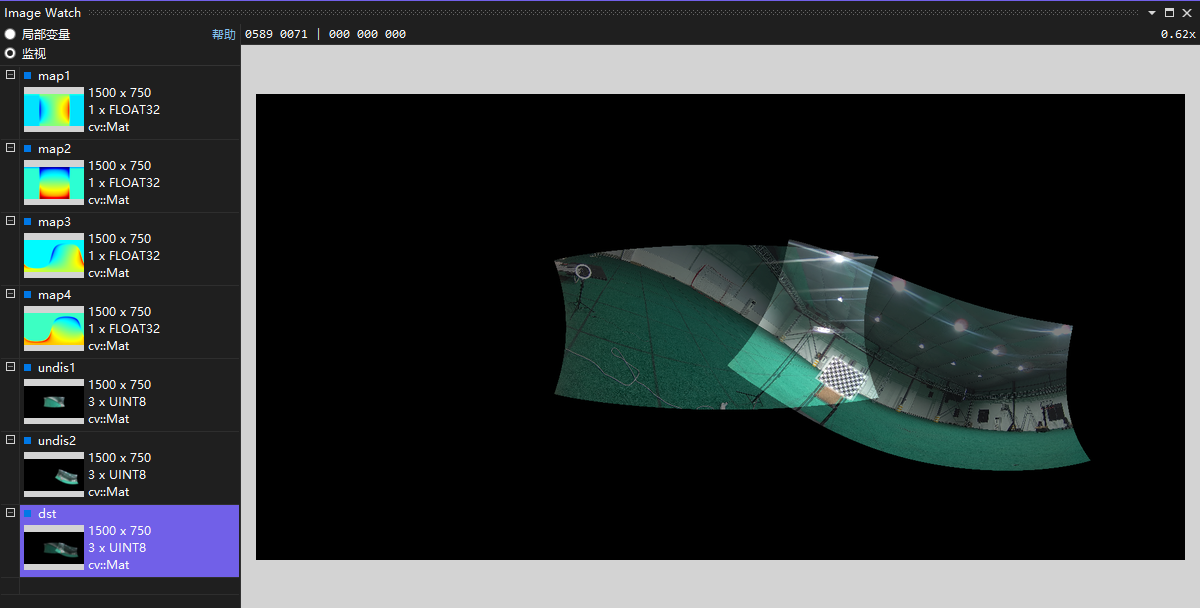 Image Watch
局部变量 帮助 0589 0071 | 000 000 000 0.62x
监视
map1
1500 x 750
1 x FLOAT32
cv::Mat
map2
1500 x 750
1 x FLOAT32
cv::Mat
map3
1500 x 750
1 x FLOAT32
cv::Mat
map4
1500 x 750
1 x FLOAT32
cv::Mat
undis1
1500 x 750
3 x UINT8
cv::Mat
undis2
1500 x 750
3 x UINT8
cv::Mat
dst
1500 x 750
3 x UINT8
cv::Mat